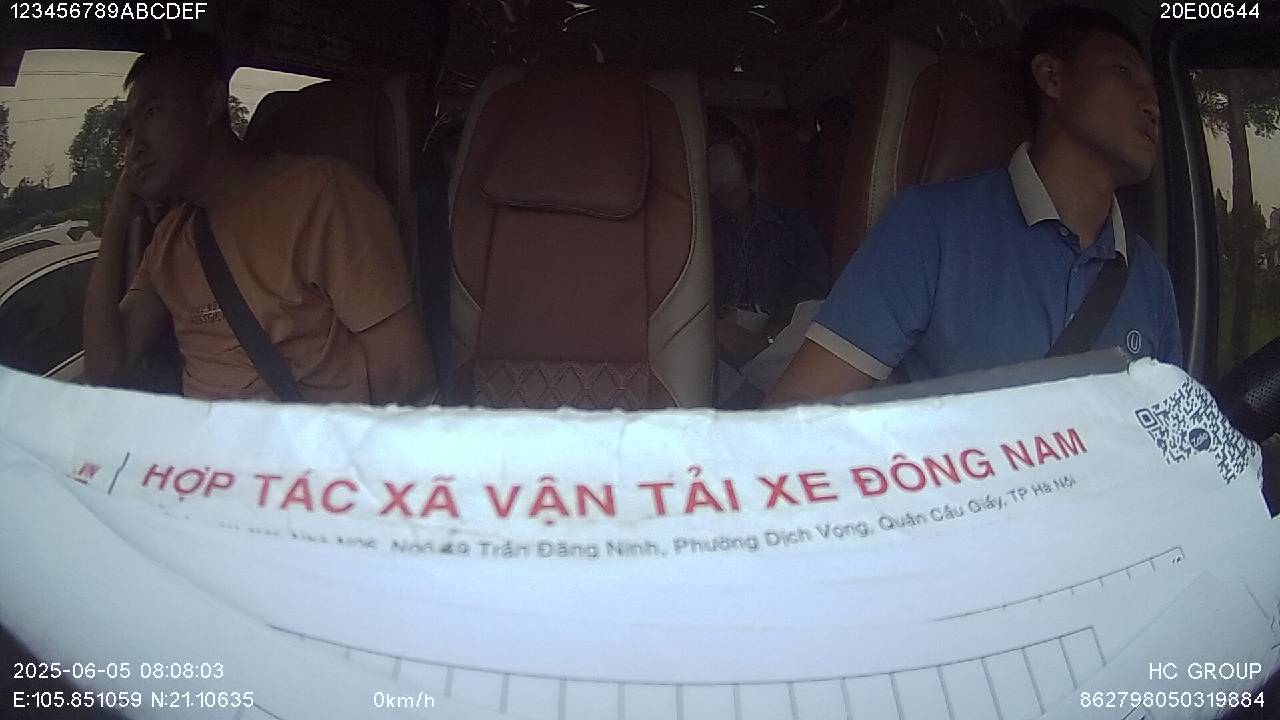 123456789ABCDEF
20E00644
HỢP TÁC XÃ VẬN TẢI XE ĐÔNG NAM
49 Trần Đăng Ninh, Phường Dịch Vọng, Quận Cầu Giấy, TP Hà Nội
2025-06-05 08:08:03
HC GROUP
E:105.851059 N:21.10635
0km/h
862798050319884